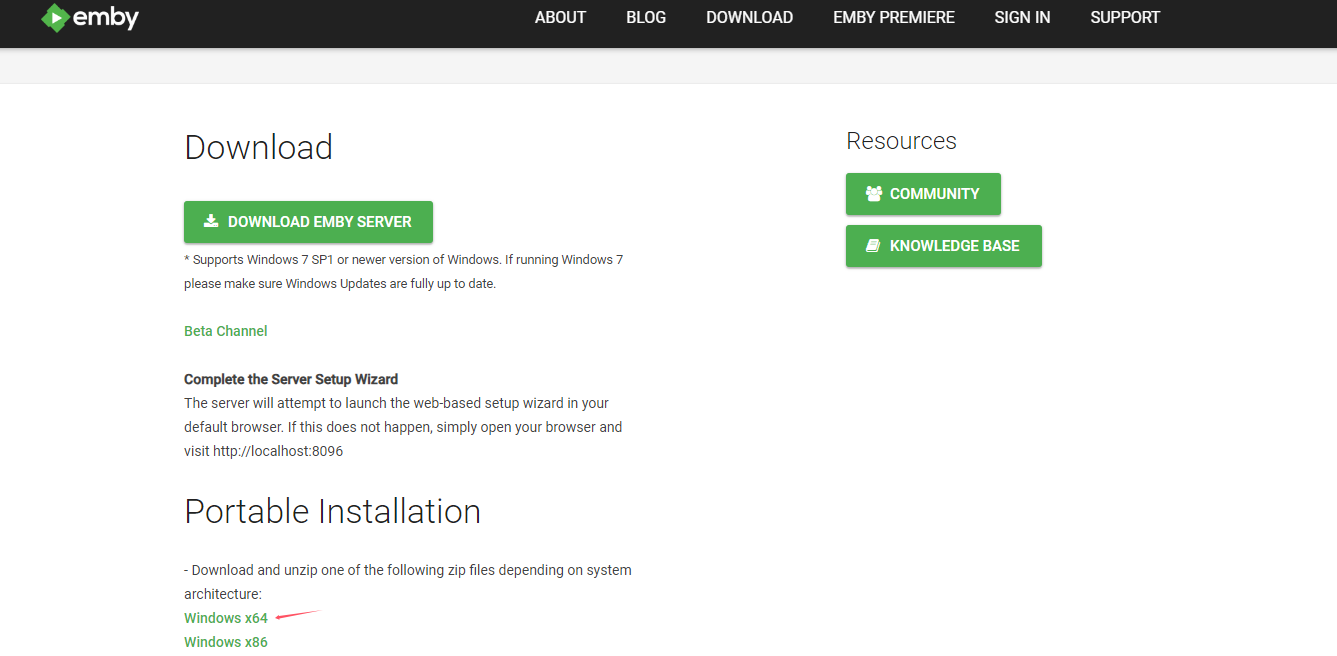 emby
ABOUT BLOG DOWNLOAD EMBY PREMIERE SIGN IN SUPPORT
Download
DOWNLOAD EMBY SERVER
* Supports Windows 7 SP1 or newer version of Windows. If running Windows 7
please make sure Windows Updates are fully up to date.
Beta Channel
Complete the Server Setup Wizard
The server will attempt to launch the web-based setup wizard in your
default browser. If this does not happen, simply open your browser and
visit http://localhost:8096
Portable Installation
- Download and unzip one of the following zip files depending on system
architecture:
Windows x64
Windows x86
Resources
COMMUNITY
KNOWLEDGE BASE